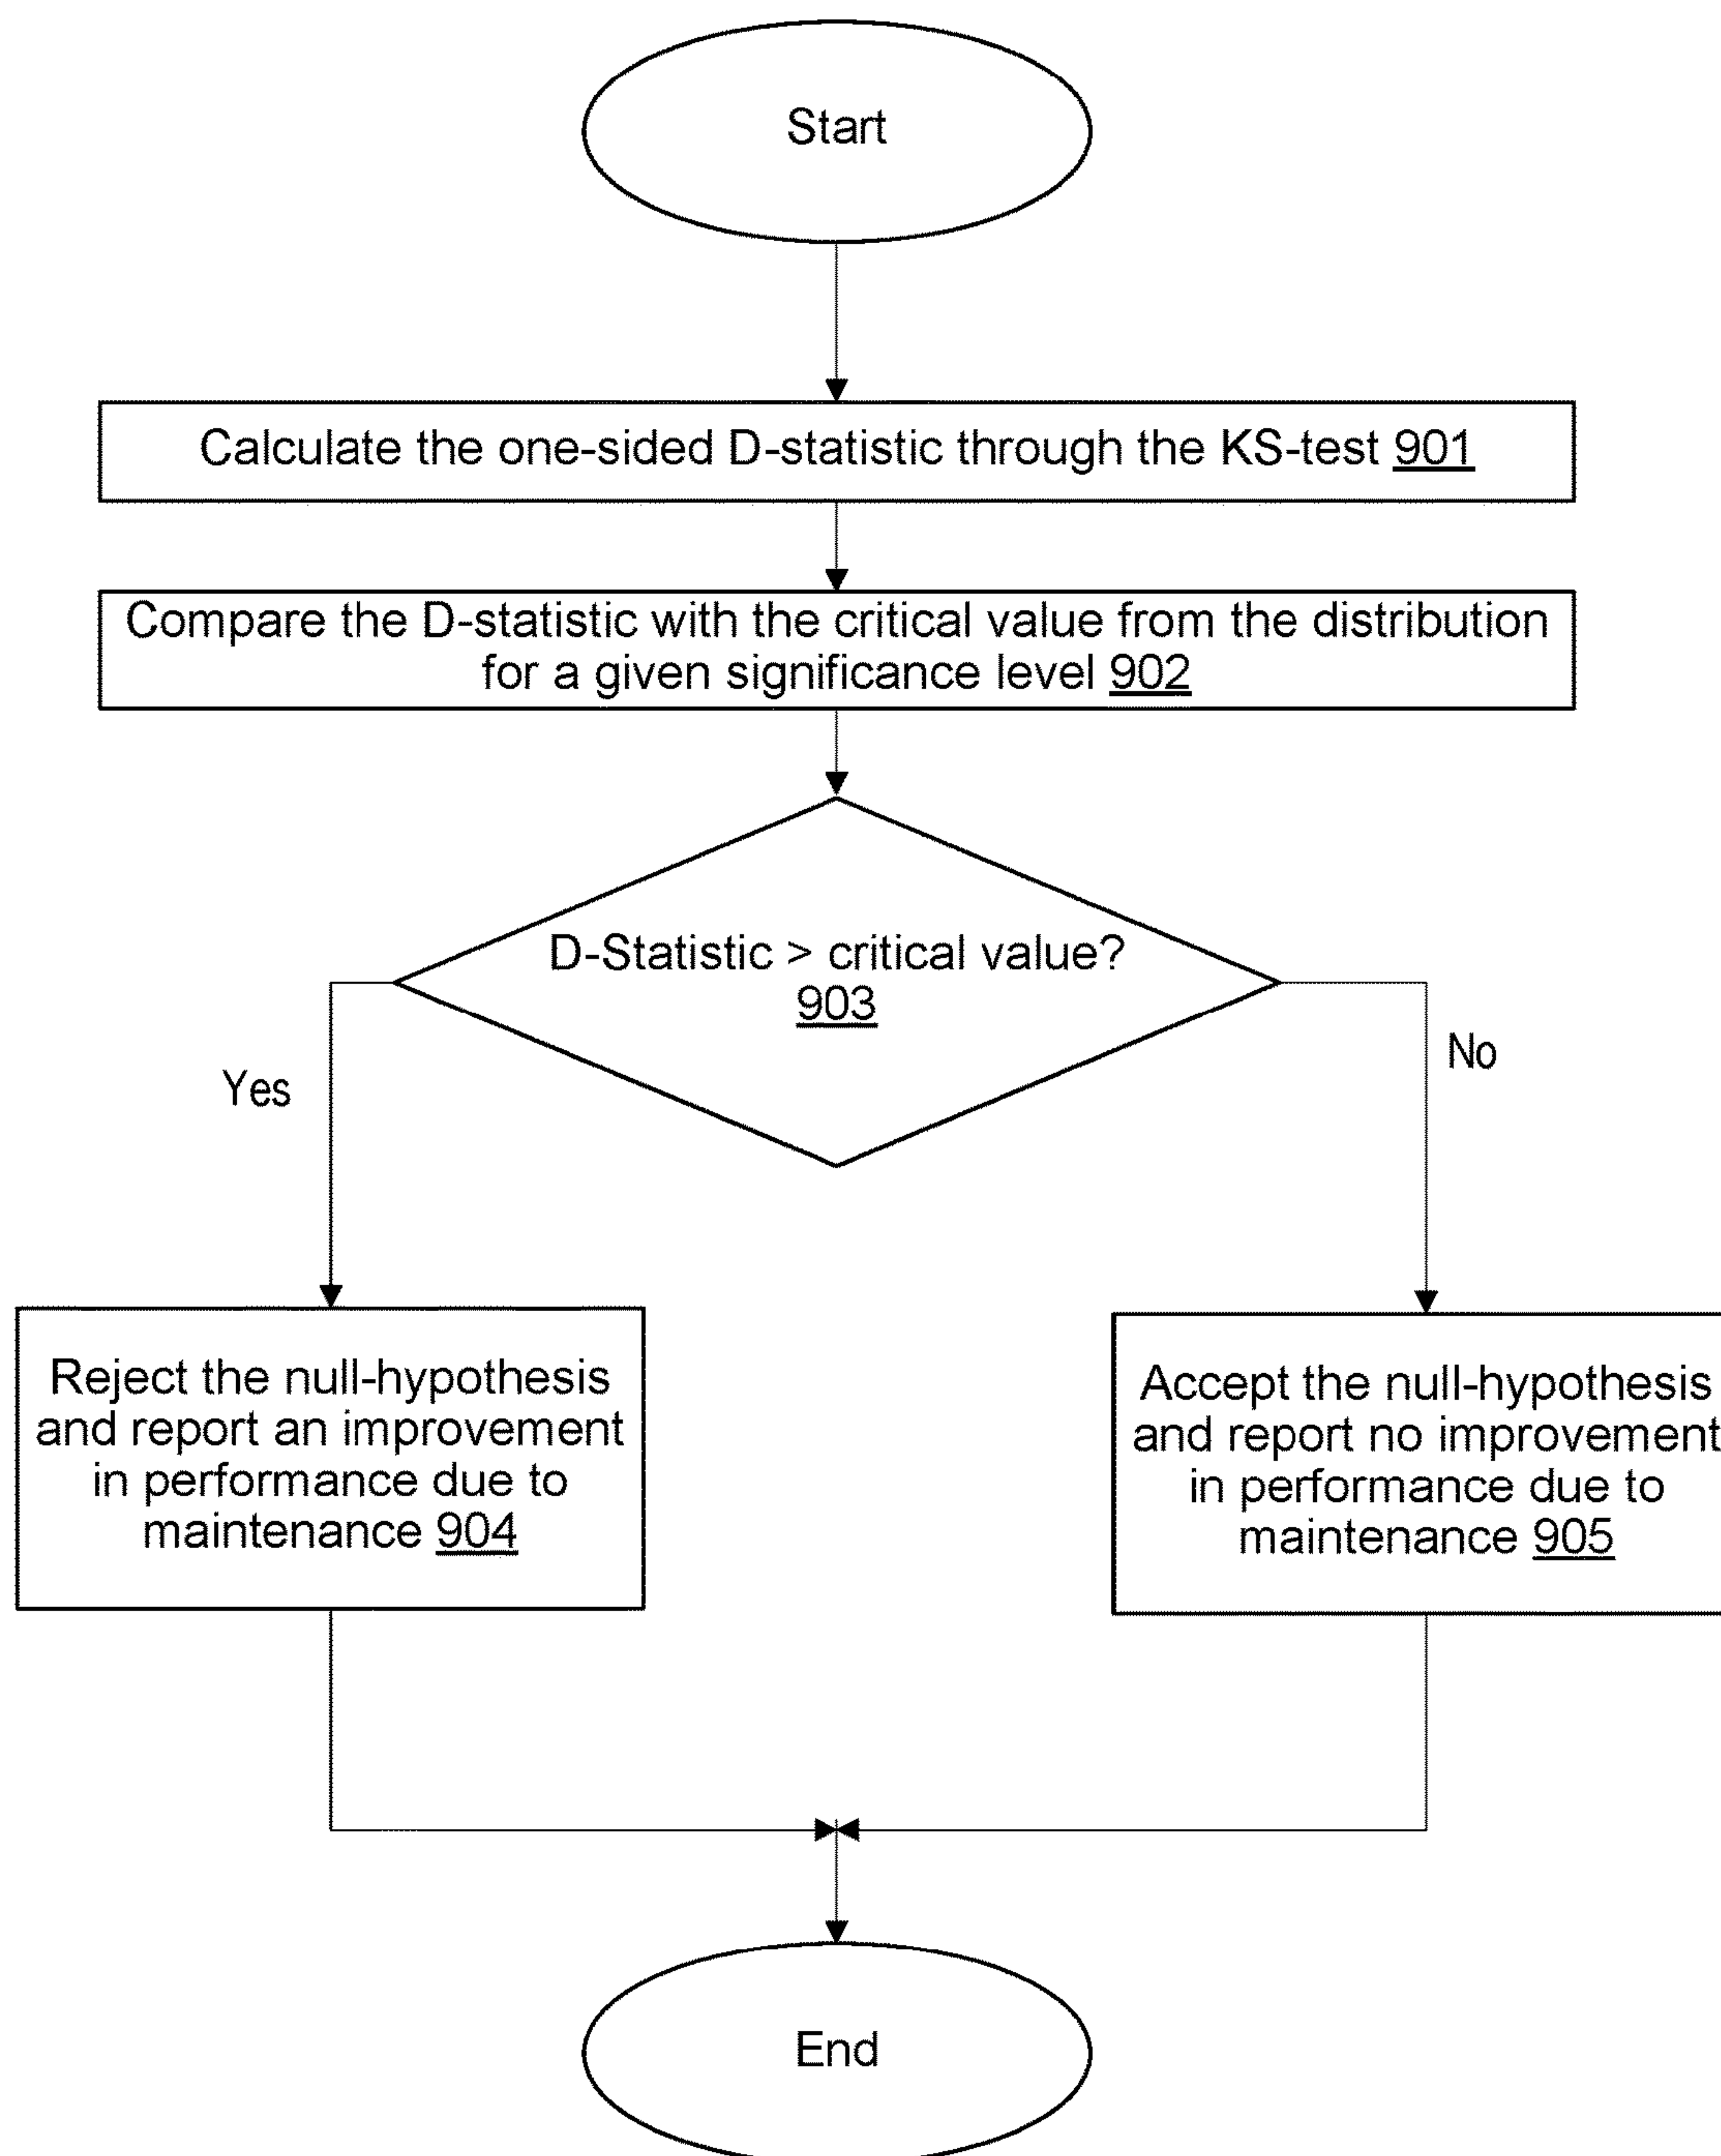 Start
Calculate the one-sided D-statistic through the KS-test 901
Compare the D-statistic with the critical value from the distribution
for a given significance level 902
D-Statistic > critical value?
903
Yes
No
Reject the null-hypothesis
and report an improvement
in performance due to
maintenance 904
Accept the null-hypothesis
and report no improvement
in performance due to
maintenance 905
End